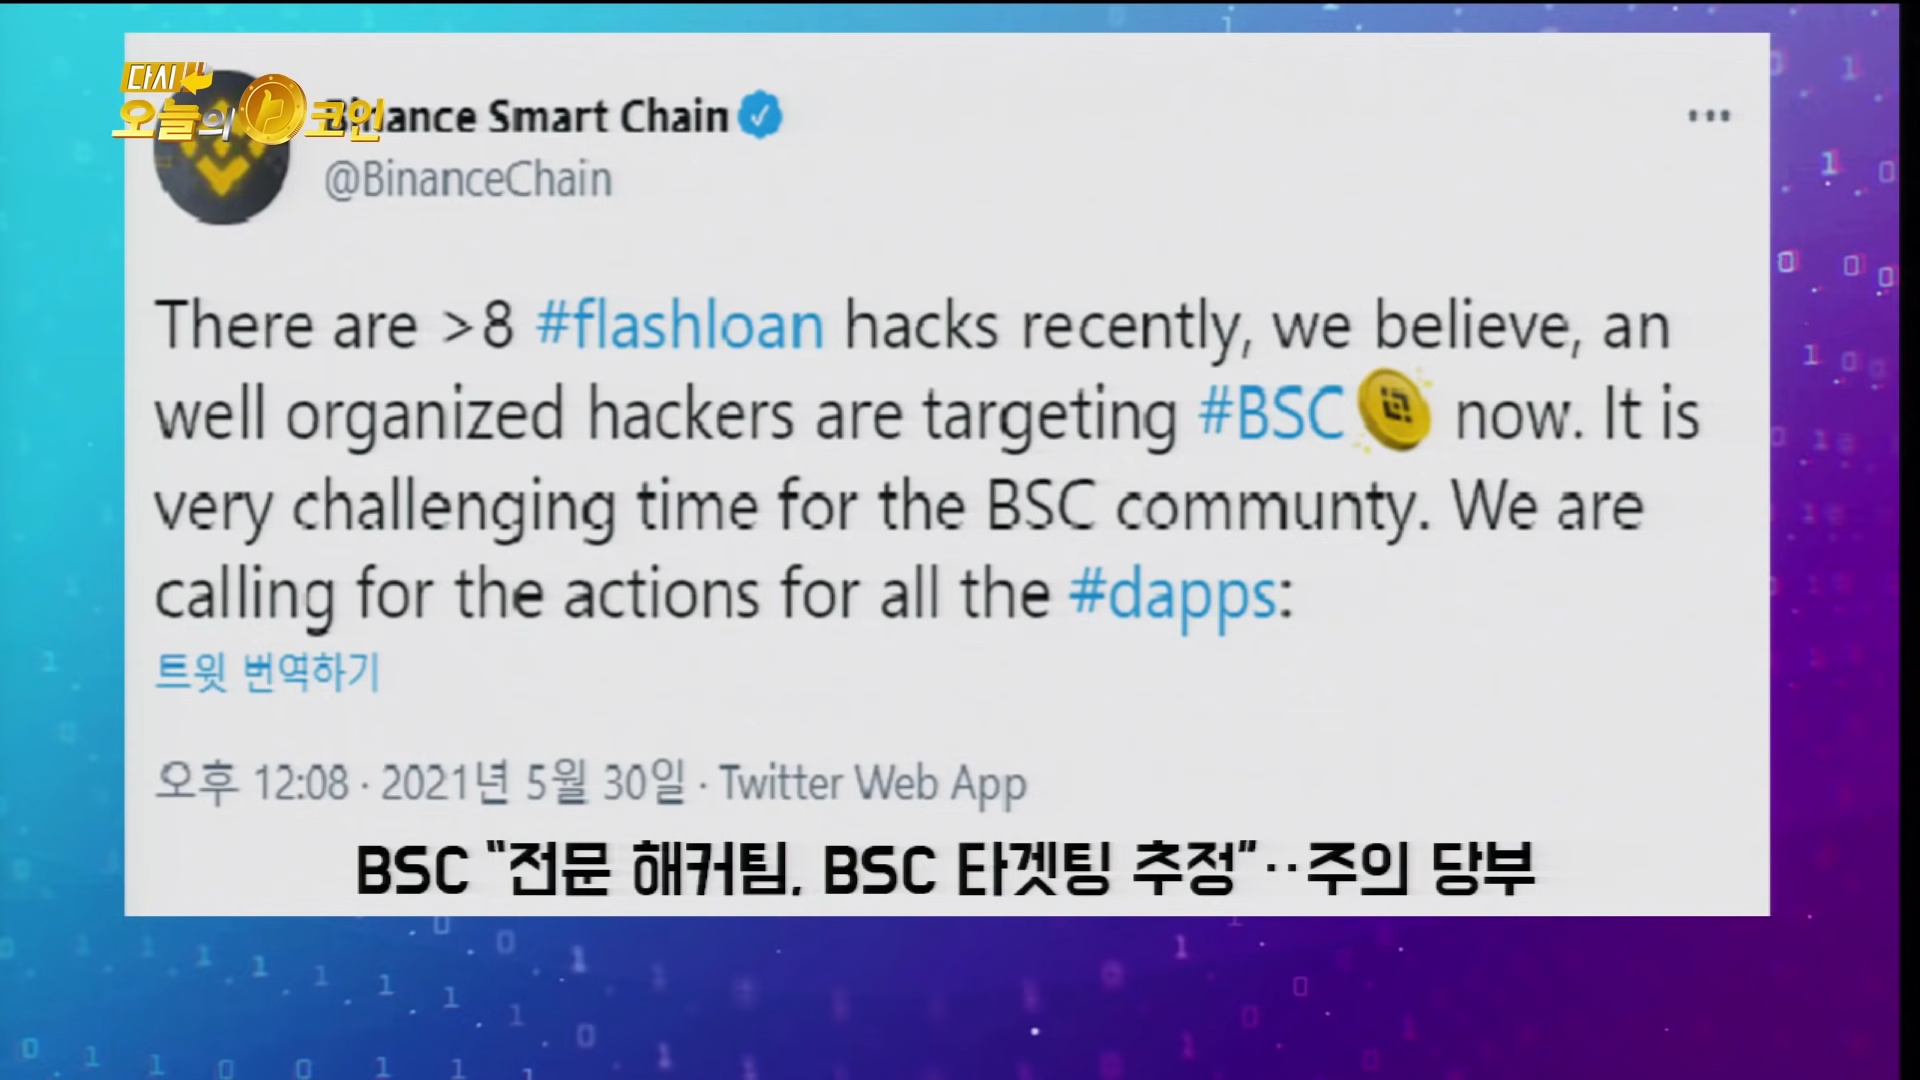 다시
오늘의 코인
Binance Smart Chain
@BinanceChain
There are >8 #flashloan hacks recently, we believe, an
well organized hackers are targeting #BSC now. It is
very challenging time for the BSC communty. We are
calling for the actions for all the #dapps:
트윗 번역하기
오후 12:08 · 2021년 5월 30일 · Twitter Web App
BSC “전문 해커팀, BSC 타겟팅 추정”‥주의 당부